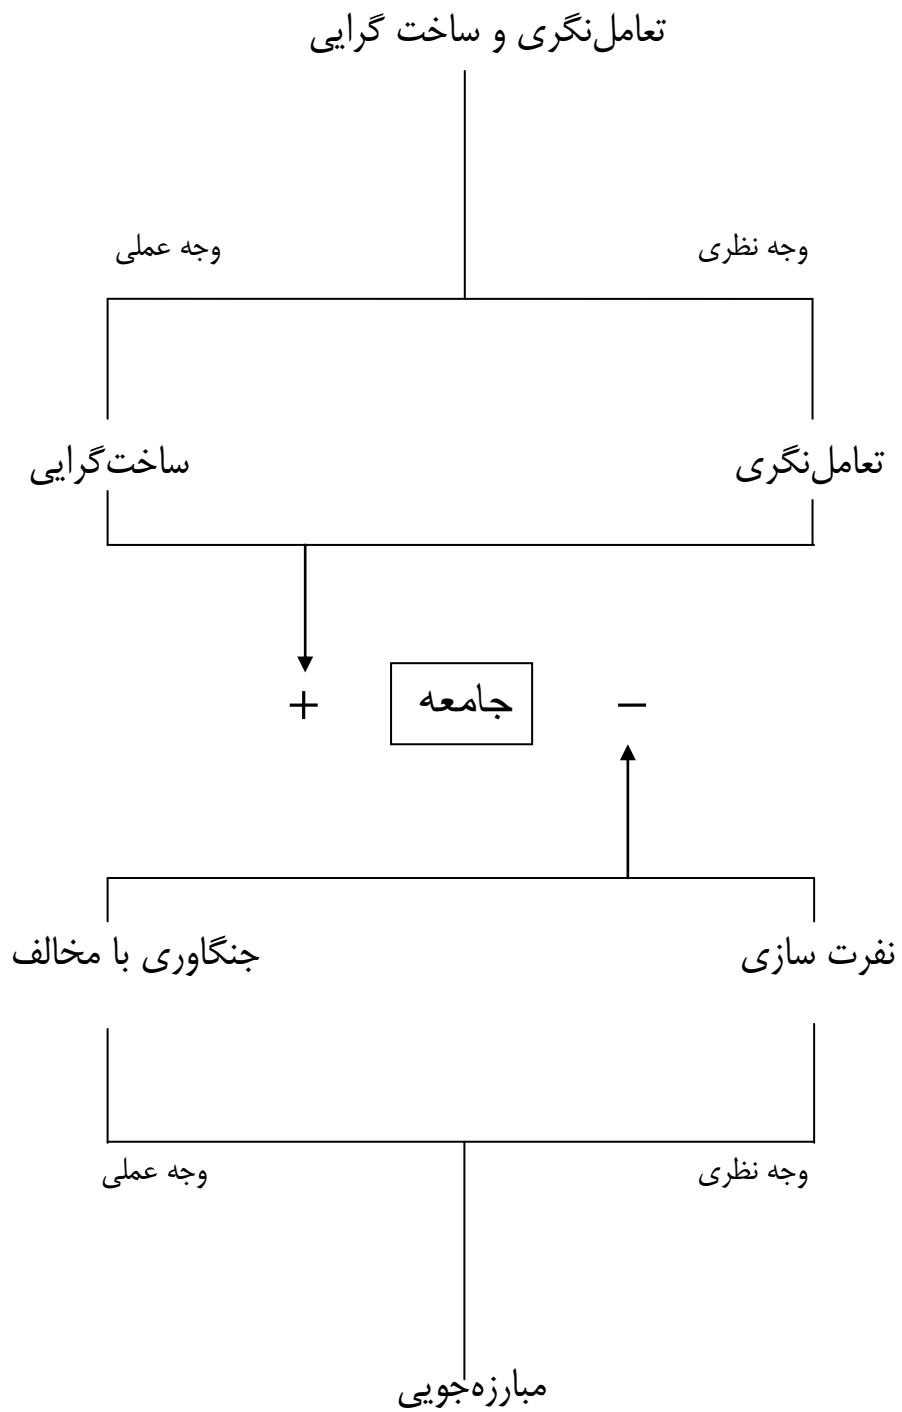 تعامل‌نگری و ساخت گرایی
وجه نظری
وجه عملی
تعامل‌نگری
ساخت‌گرایی
− جامعه +
نفرت سازی
جنگاوری با مخالف
وجه نظری
وجه عملی
مبارزه‌جویی